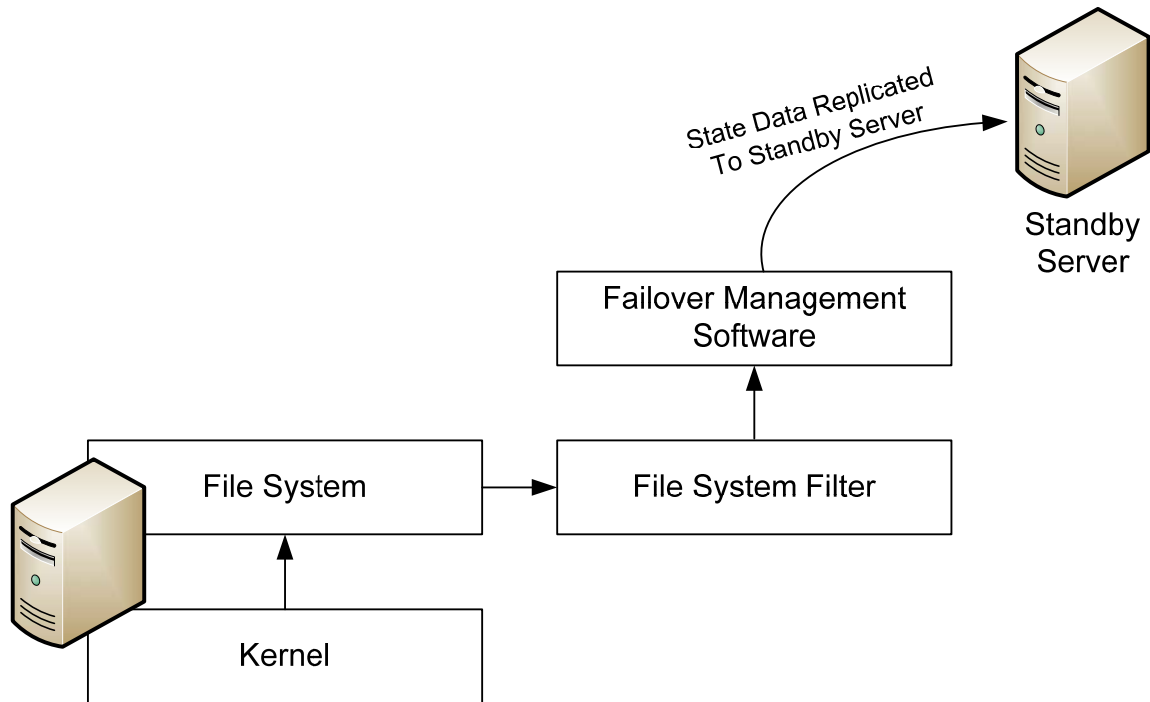 State Data Replicated
To Standby Server
Standby
Server
Failover Management
Software
File System
File System Filter
Kernel